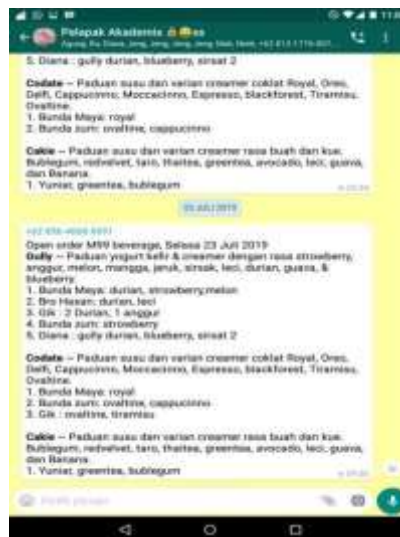 Pelapak Akademis
5. Diana : gully durian, blueberry, sirsat 2
Codate – Paduan susu dan varian creamer coklat Royal, Oreo,
Delfi, Cappucinno, Moccacinno, Espresso, blackforest, Tiramisu,
Ovaltine.
1. Bunda Maya: royal
2. Bunda zum: ovaltine, cappucinno
Cakie – Paduan susu dan varian creamer rasa buah dan kue.
Bublegum, redvelvet, taro, thaitea, greentea, avocado, leci, guava,
dan Banana.
1. Yuniar, greentea, bublegum
23 JULI 2019
Open order M99 beverage, Selasa 23 Juli 2019
Gully – Paduan yogurt kefir & creamer dengan rasa strowberry,
anggur, melon, mangga, jeruk, sirsak, leci, durian, guava, &
blueberry.
1. Bunda Maya: durian, strowberry,melon
2. Bro Hasan: durian, leci
3. Gik : 2 Durian, 1 anggur
4. Bunda zum: strowberry
5. Diana : gully durian, blueberry, sirsat 2
Codate – Paduan susu dan varian creamer coklat Royal, Oreo,
Delfi, Cappucinno, Moccacinno, Espresso, blackforest, Tiramisu,
Ovaltine.
1. Bunda Maya: royal
2. Bunda zum: ovaltine, cappucinno
3. Gik : ovaltine, tiramisu
Cakie – Paduan susu dan varian creamer rasa buah dan kue.
Bublegum, redvelvet, taro, thaitea, greentea, avocado, leci, guava,
dan Banana.
1. Yuniar, greentea, bublegum